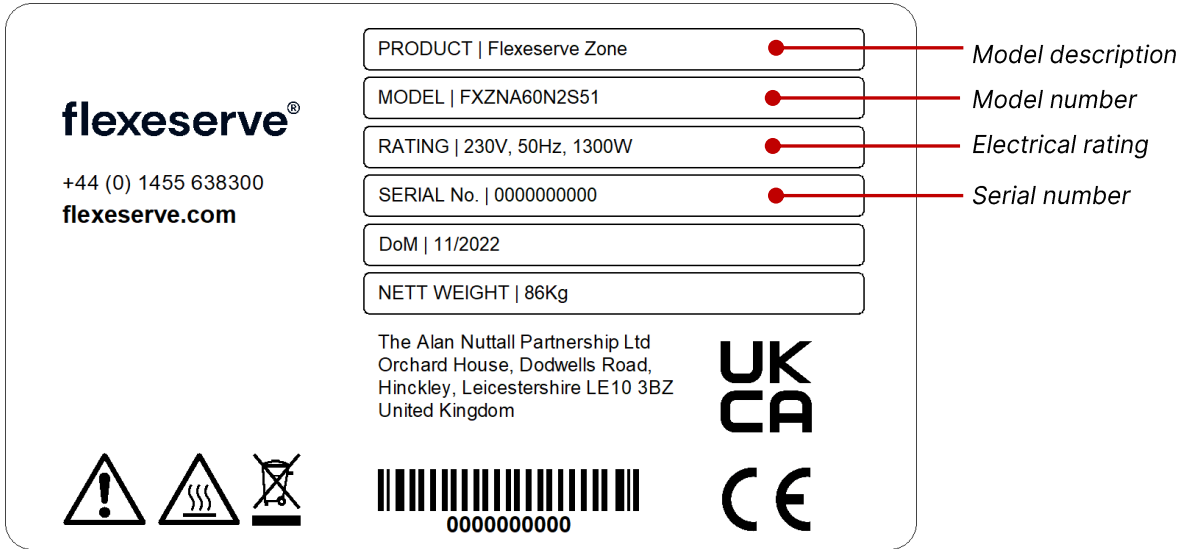 flexeserve®
+44 (0) 1455 638300
flexeserve.com
PRODUCT | Flexeserve Zone
MODEL | FXZNA60N2S51
RATING | 230V, 50Hz, 1300W
SERIAL No. | 0000000000
DoM | 11/2022
NETT WEIGHT | 86Kg
Model description
Model number
Electrical rating
Serial number
The Alan Nuttall Partnership Ltd
Orchard House, Dodwells Road,
Hinckley, Leicestershire LE10 3BZ
United Kingdom
UK
CA
CE
0000000000